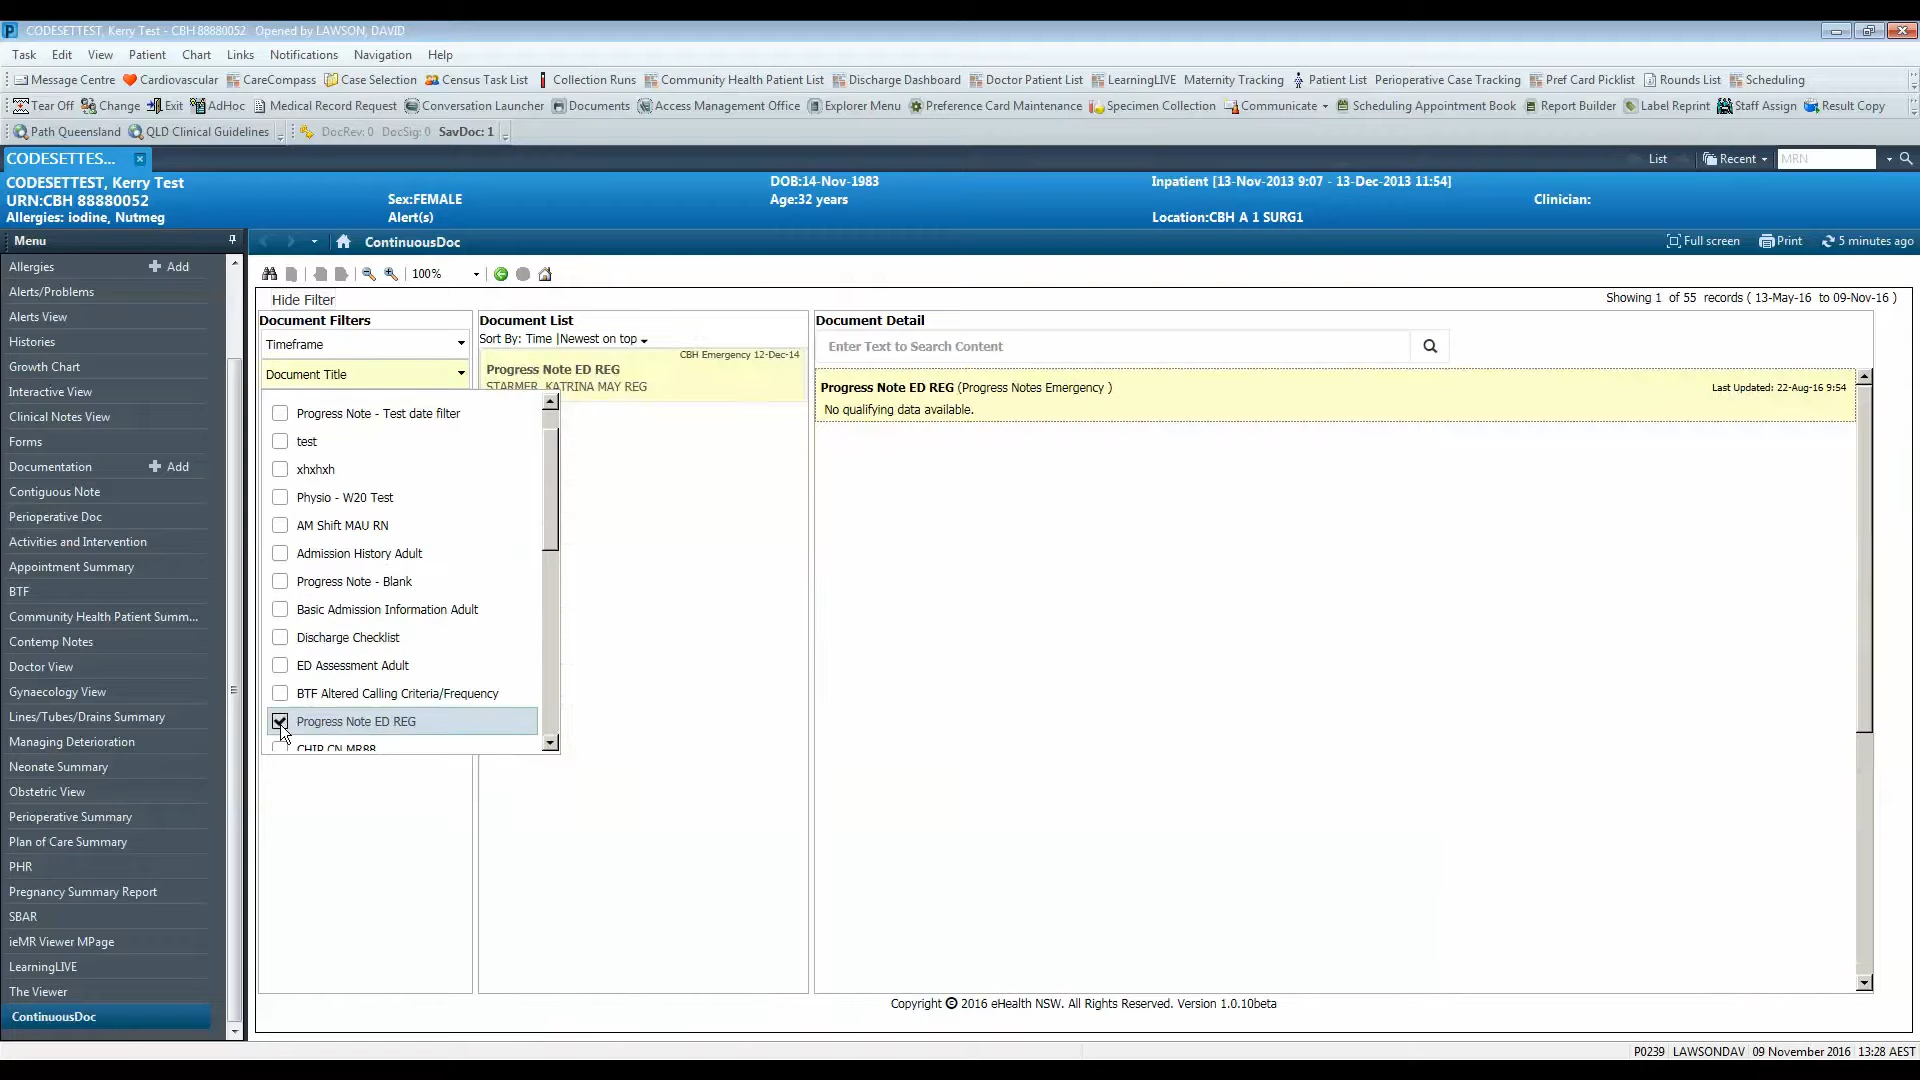 CODESETTEST, Kerry Test - CBH 88880052 Opened by LAWSON, DAVID
Task Edit View Patient Chart Links Notifications Navigation Help
Message Centre Cardiovascular CareCompass Case Selection Census Task List Collection Runs Community Health Patient List Discharge Dashboard Doctor Patient List LearningLIVE Maternity Tracking Patient List Perioperative Case Tracking Pref Card Picklist Rounds List Scheduling
Tear Off Change Exit AdHoc Medical Record Request Conversation Launcher Documents Access Management Office Explorer Menu Preference Card Maintenance Specimen Collection Communicate Scheduling Appointment Book Report Builder Label Reprint Staff Assign Result Copy
Path Queensland QLD Clinical Guidelines DocRev: 0 DocSig: 0 SavDoc: 1
CODESETTES... List Recent MRN
CODESETTEST, Kerry Test DOB:14-Nov-1983 Inpatient [13-Nov-2013 9:07 - 13-Dec-2013 11:54]
URN:CBH 88880052 Sex:FEMALE Age:32 years Clinician:
Allergies: iodine, Nutmeg Alert(s) Location:CBH A 1 SURG1
Menu ContinuousDoc Full screen Print 5 minutes ago
Allergies Add
Alerts/Problems
Alerts View
Histories
Growth Chart
Interactive View
Clinical Notes View
Forms
Documentation Add
Contiguous Note
Perioperative Doc
Activities and Intervention
Appointment Summary
BTF
Community Health Patient Summ...
Contemp Notes
Doctor View
Gynaecology View
Lines/Tubes/Drains Summary
Managing Deterioration
Neonate Summary
Obstetric View
Perioperative Summary
Plan of Care Summary
PHR
Pregnancy Summary Report
SBAR
ieMR Viewer MPage
LearningLIVE
The Viewer
ContinuousDoc
100%
Hide Filter Showing 1 of 55 records ( 13-May-16 to 09-Nov-16 )
Document Filters
Timeframe
Document Title
Progress Note - Test date filter
test
xhxhxh
Physio - W20 Test
AM Shift MAU RN
Admission History Adult
Progress Note - Blank
Basic Admission Information Adult
Discharge Checklist
ED Assessment Adult
BTF Altered Calling Criteria/Frequency
Progress Note ED REG
CHIP CN MR88
Document List
Sort By: Time |Newest on top
CBH Emergency 12-Dec-14
Progress Note ED REG
STARMER, KATRINA MAY REG
Document Detail
Enter Text to Search Content
Progress Note ED REG (Progress Notes Emergency ) Last Updated: 22-Aug-16 9:54
No qualifying data available.
Copyright © 2016 eHealth NSW. All Rights Reserved. Version 1.0.10beta
P0239 LAWSONDAV 09 November 2016 13:28 AEST